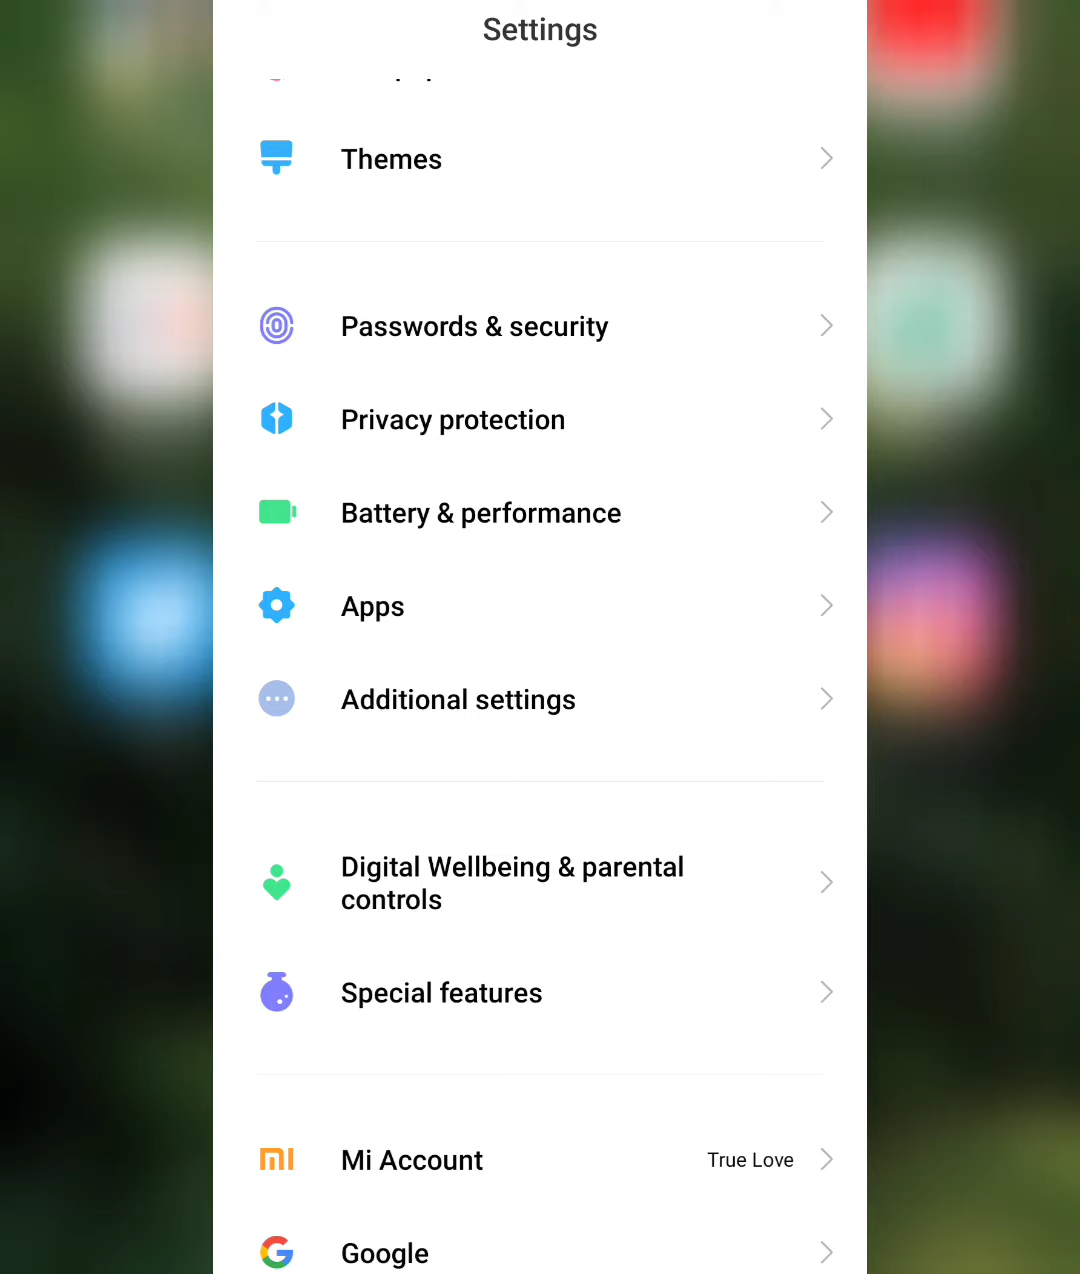 Settings
Themes
Passwords & security
Privacy protection
Battery & performance
Apps
Additional settings
Digital Wellbeing & parental
controls
Special features
Mi Account
True Love
Google